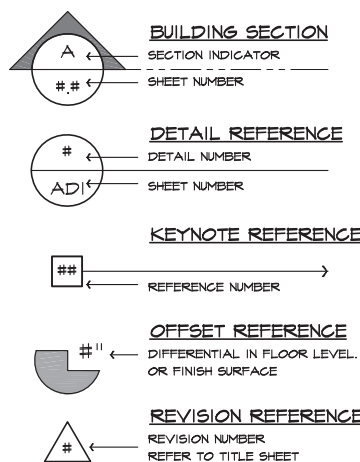 BUILDING SECTION
A
SECTION INDICATOR
#.#
SHEET NUMBER
DETAIL REFERENCE
#
DETAIL NUMBER
AD1
SHEET NUMBER
KEYNOTE REFERENCE
##
REFERENCE NUMBER
OFFSET REFERENCE
#"
DIFFERENTIAL IN FLOOR LEVEL.
OR FINISH SURFACE
REVISION REFERENCE
REVISION NUMBER
#
REFER TO TITLE SHEET